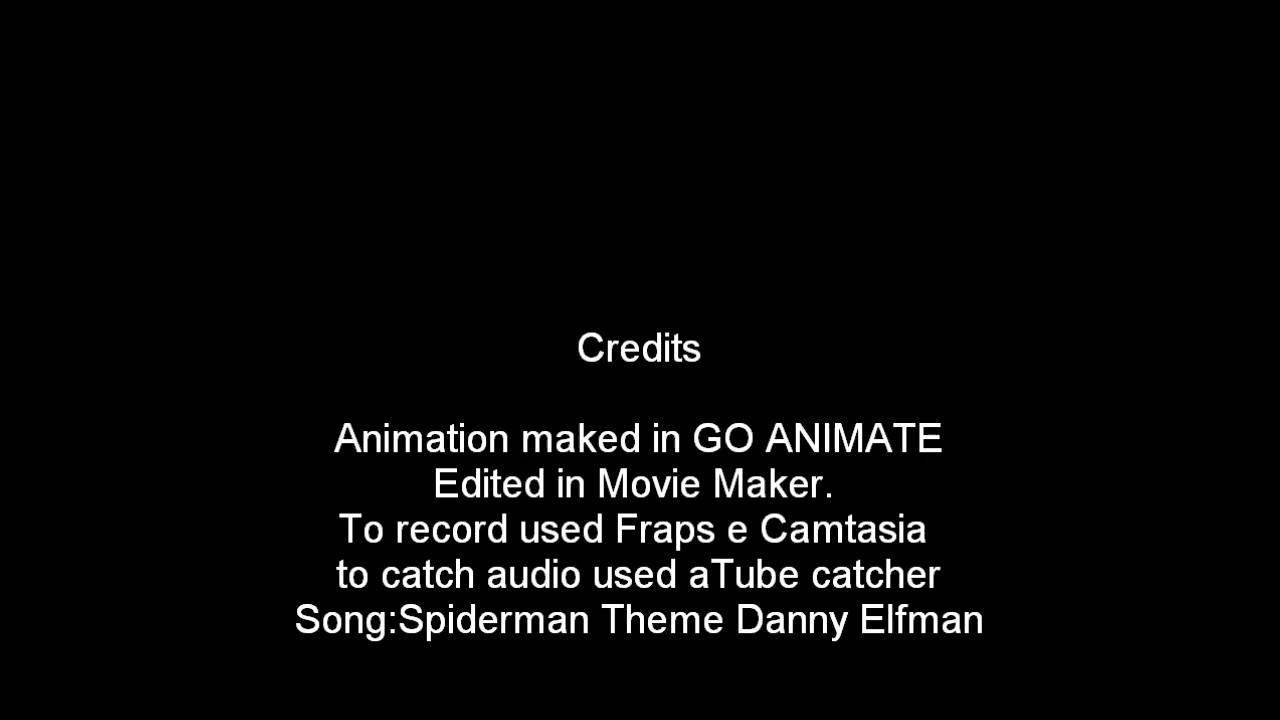 Credits
Animation maked in GO ANIMATE
Edited in Movie Maker.
To record used Fraps e Camtasia
to catch audio used aTube catcher
Song:Spiderman Theme Danny Elfman